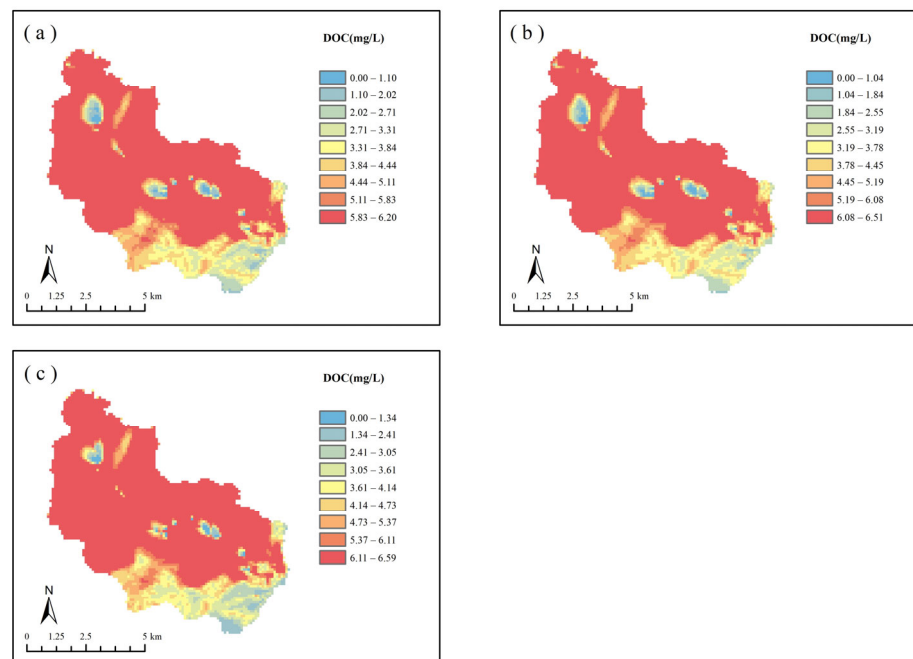 ( a )
DOC(mg/L)
0.00 – 1.10
1.10 – 2.02
2.02 – 2.71
2.71 – 3.31
3.31 – 3.84
3.84 – 4.44
4.44 – 5.11
5.11 – 5.83
5.83 – 6.20
N
0 1.25 2.5 5 km
( b )
DOC(mg/L)
0.00 – 1.04
1.04 – 1.84
1.84 – 2.55
2.55 – 3.19
3.19 – 3.78
3.78 – 4.45
4.45 – 5.19
5.19 – 6.08
6.08 – 6.51
N
0 1.25 2.5 5 km
( c )
DOC(mg/L)
0.00 – 1.34
1.34 – 2.41
2.41 – 3.05
3.05 – 3.61
3.61 – 4.14
4.14 – 4.73
4.73 – 5.37
5.37 – 6.11
6.11 – 6.59
N
0 1.25 2.5 5 km